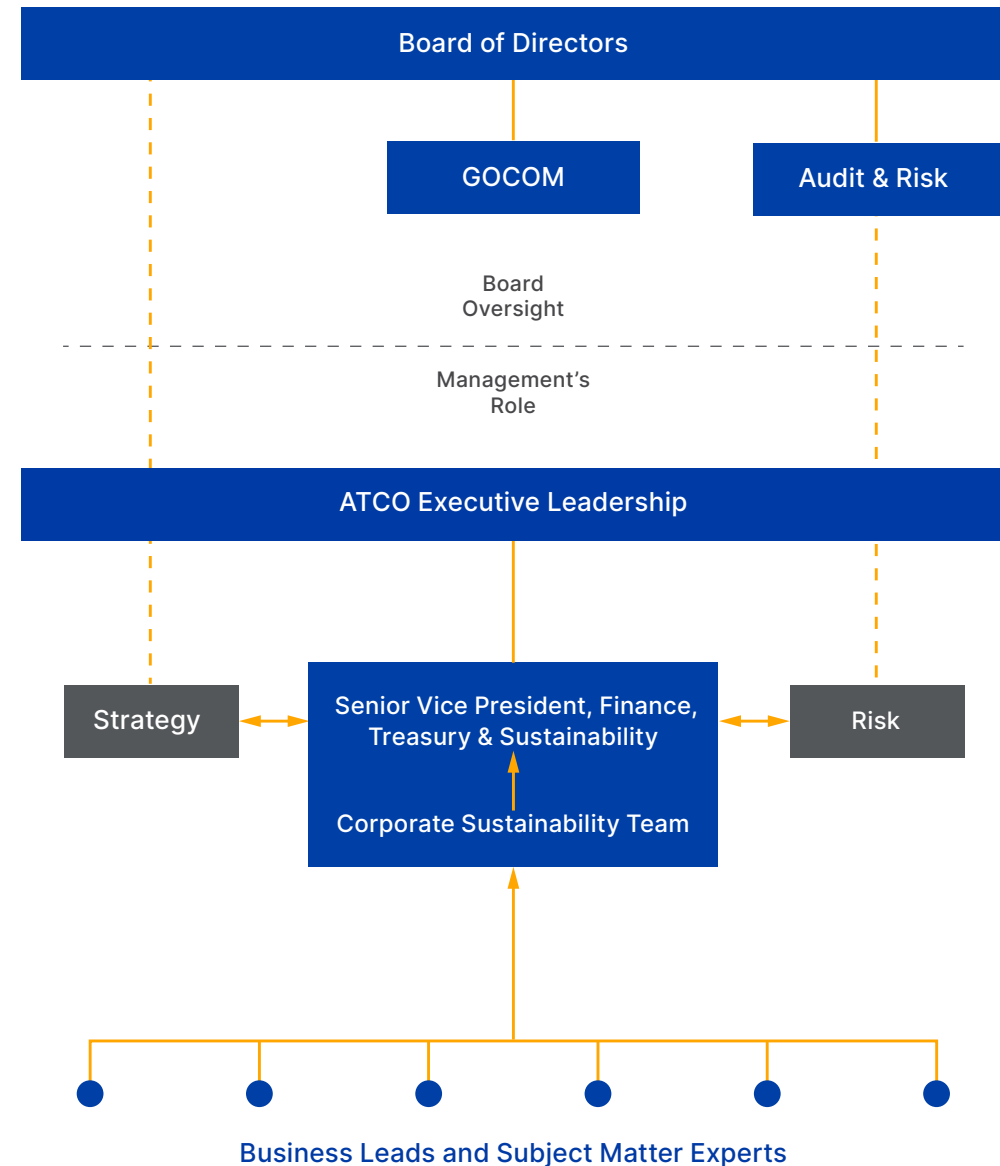 Board of Directors
GOCOM
Audit & Risk
Board
Oversight
Management's
Role
ATCO Executive Leadership
Strategy
Senior Vice President, Finance,
Treasury & Sustainability
Risk
Corporate Sustainability Team
Business Leads and Subject Matter Experts